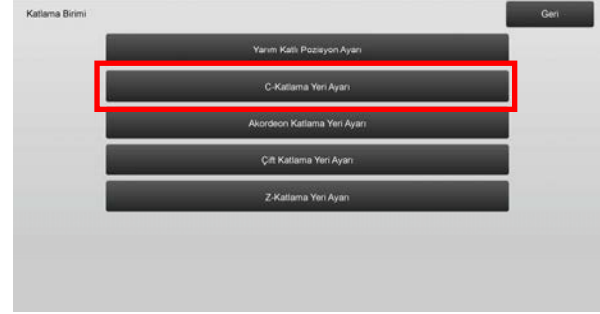 Katlama Birimi
Geri
Yarım Katlı Pozisyon Ayarı
C-Katlama Yeri Ayarı
Akordeon Katlama Yeri Ayarı
Çift Katlama Yeri Ayarı
Z-Katlama Yeri Ayarı